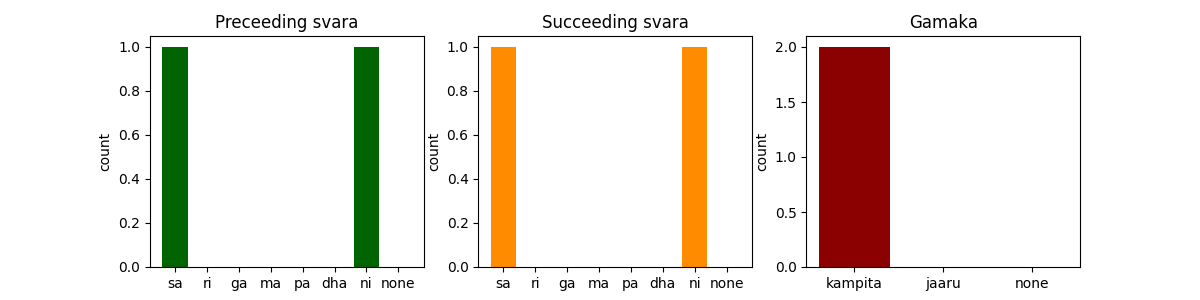 Preceeding svara
count
1.0
0.8
0.6
0.4
0.2
0.0
sa ri ga ma pa dha ni none
Succeeding svara
count
1.0
0.8
0.6
0.4
0.2
0.0
sa ri ga ma pa dha ni none
Gamaka
count
2.0
1.5
1.0
0.5
0.0
kampita jaaru none